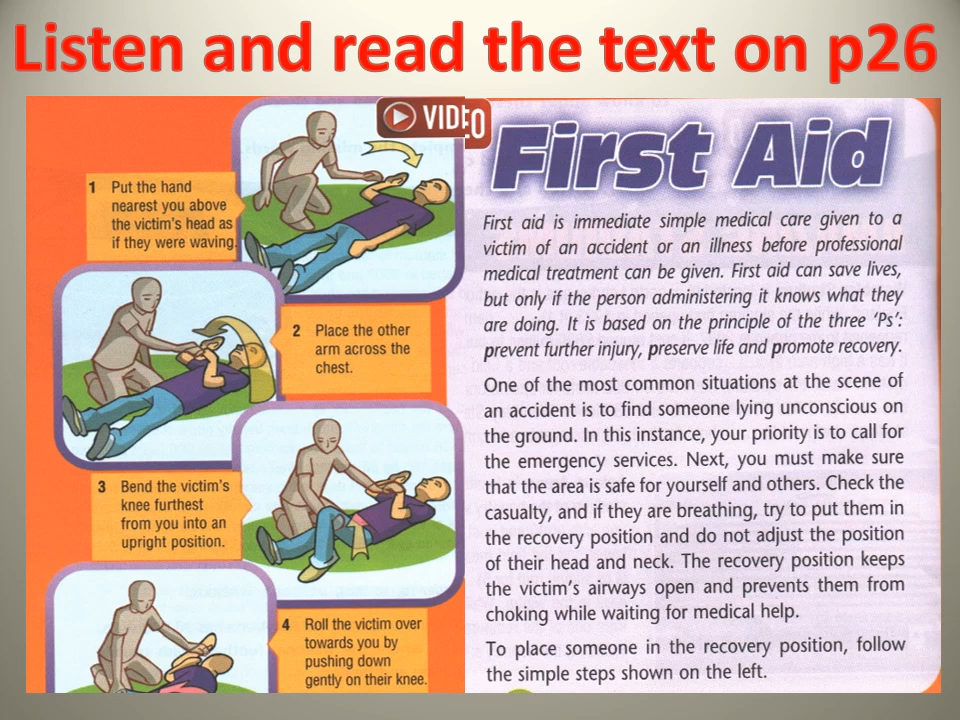 Listen and read the text on p26
VIDEO
1 Put the hand
nearest you above
the victim's head as
if they were waving.
2 Place the other
arm across the
chest.
3 Bend the victim's
knee furthest
from you into an
upright position.
4 Roll the victim over
towards you by
pushing down
gently on their knee.
EO
First Aid
First aid is immediate simple medical care given to a
victim of an accident or an illness before professional
medical treatment can be given. First aid can save lives,
but only if the person administering it knows what they
are doing. It is based on the principle of the three 'Ps':
prevent further injury, preserve life and promote recovery.
One of the most common situations at the scene of
an accident is to find someone lying unconscious on
the ground. In this instance, your priority is to call for
the emergency services. Next, you must make sure
that the area is safe for yourself and others. Check the
casualty, and if they are breathing, try to put them in
the recovery position and do not adjust the position
of their head and neck. The recovery position keeps
the victim's airways open and prevents them from
choking while waiting for medical help.
To place someone in the recovery position, follow
the simple steps shown on the left.